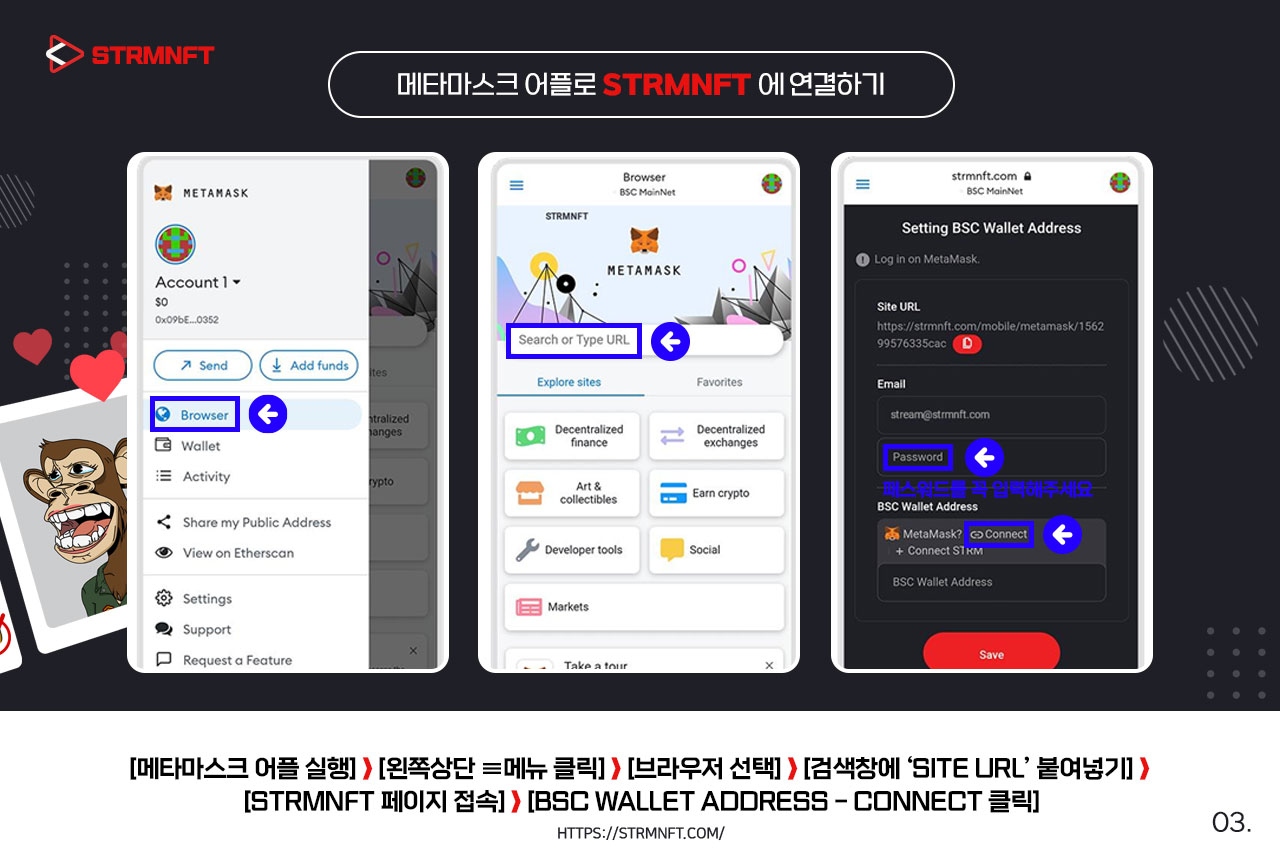 STRMNFT
메타마스크 어플로 STRMNFT 에 연결하기
METAMASK
Account 1
$0
0x09bE...0352
Send
Add funds
Browser
Wallet
Activity
Share my Public Address
View on Etherscan
Settings
Support
Request a Feature
Browser
BSC MainNet
STRMNFT
METAMASK
Search or Type URL
Explore sites
Favorites
Decentralized
finance
Decentralized
exchanges
Art &
collectibles
Earn crypto
Developer tools
Social
Markets
Take a tour
strmnft.com
BSC MainNet
Setting BSC Wallet Address
Log in on MetaMask.
Site URL
https://strmnft.com/mobile/metamask/1562
99576335cac
Email
stream@strmnft.com
Password
패스워드를 꼭 입력해주세요
BSC Wallet Address
MetaMask? Connect
+ Connect STRM
BSC Wallet Address
Save
[메타마스크 어플 실행] ❯ [왼쪽상단 ≡메뉴 클릭] ❯ [브라우저 선택] ❯ [검색창에 ‘SITE URL’ 붙여넣기] ❯
[STRMNFT 페이지 접속] ❯ [BSC WALLET ADDRESS - CONNECT 클릭]
HTTPS://STRMNFT.COM/
03.